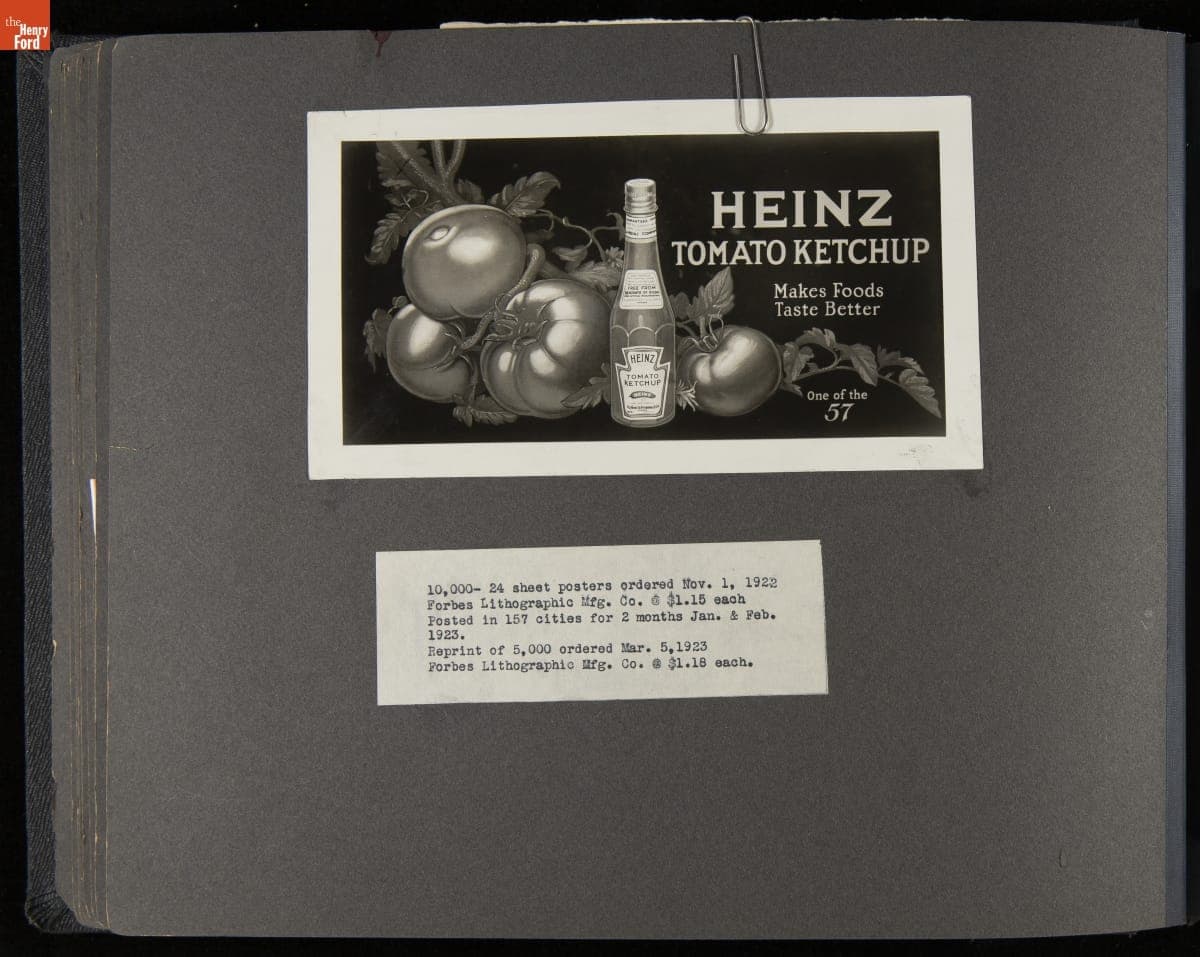 the
Henry
Ford
HEINZ
TOMATO KETCHUP
Makes Foods
Taste Better
One of the
57
FREE FROM
HEINZ
TOMATO
KETCHUP
HEINZ
10,000- 24 sheet posters ordered Nov. 1, 1922
Forbes Lithographic Mfg. Co. @ $1.15 each
Posted in 157 cities for 2 months Jan. & Feb.
1923.
Reprint of 5,000 ordered Mar. 5,1923
Forbes Lithographic Mfg. Co. @ $1.18 each.